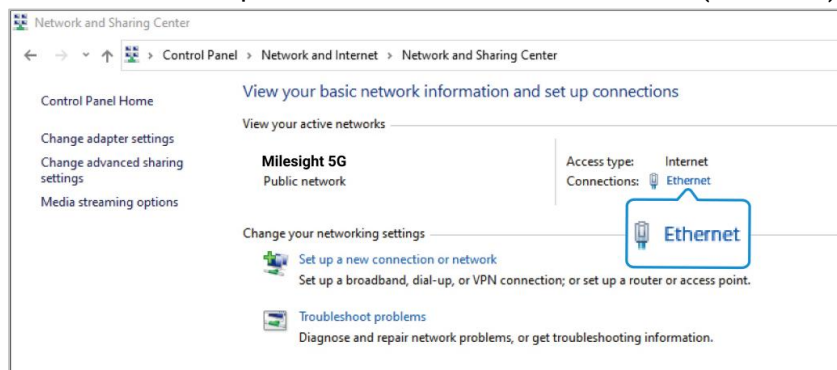 Network and Sharing Center
Control Panel > Network and Internet > Network and Sharing Center
Control Panel Home
Change adapter settings
Change advanced sharing
settings
Media streaming options
View your basic network information and set up connections
View your active networks
Milesight 5G
Public network
Access type: Internet
Connections: Ethernet
Ethernet
Change your networking settings
Set up a new connection or network
Set up a broadband, dial-up, or VPN connection; or set up a router or access point.
Troubleshoot problems
Diagnose and repair network problems, or get troubleshooting information.